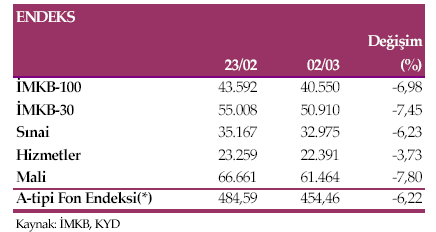 ENDEKS
Değişim
23/02 02/03 (%)
İMKB-100 43.592 40.550 -6,98
İMKB-30 55.008 50.910 -7,45
Sınai 35.167 32.975 -6,23
Hizmetler 23.259 22.391 -3,73
Mali 66.661 61.464 -7,80
A-tipi Fon Endeksi(*) 484,59 454,46 -6,22
Kaynak: İMKB, KYD